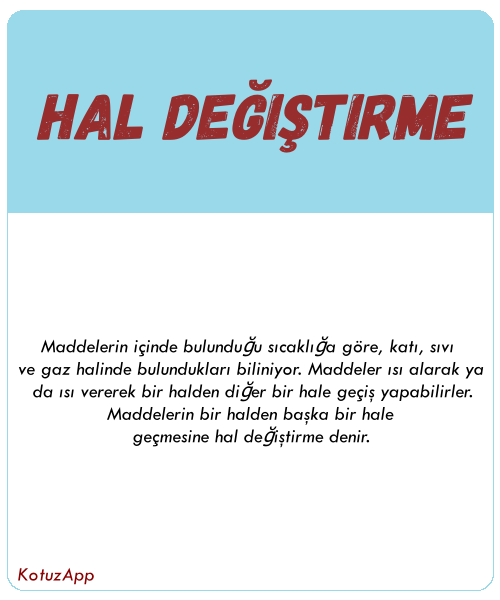 HAL DEĞİŞTIRME
Maddelerin içinde bulunduğu sıcaklığa göre, katı, sıvı
ve gaz halinde bulundukları biliniyor. Maddeler ısı alarak ya
da ısı vererek bir halden diğer bir hale geçiş yapabilirler.
Maddelerin bir halden başka bir hale
geçmesine hal değiştirme denir.
KotuzApp